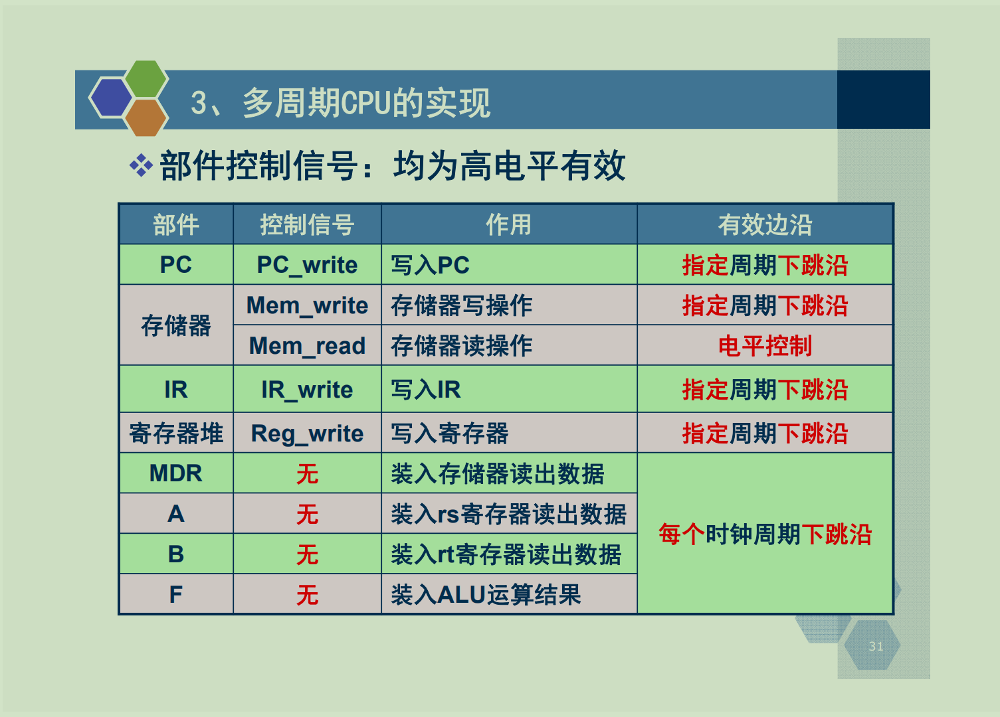 3、多周期CPU的实现
部件控制信号：均为高电平有效
部件 控制信号 作用 有效边沿
PC PC_write 写入PC 指定周期下跳沿
存储器 Mem_write 存储器写操作 指定周期下跳沿
Mem_read 存储器读操作 电平控制
IR IR_write 写入IR 指定周期下跳沿
寄存器堆 Reg_write 写入寄存器 指定周期下跳沿
MDR 无 装入存储器读出数据 每个时钟周期下跳沿
A 无 装入rs寄存器读出数据
B 无 装入rt寄存器读出数据
F 无 装入ALU运算结果
31